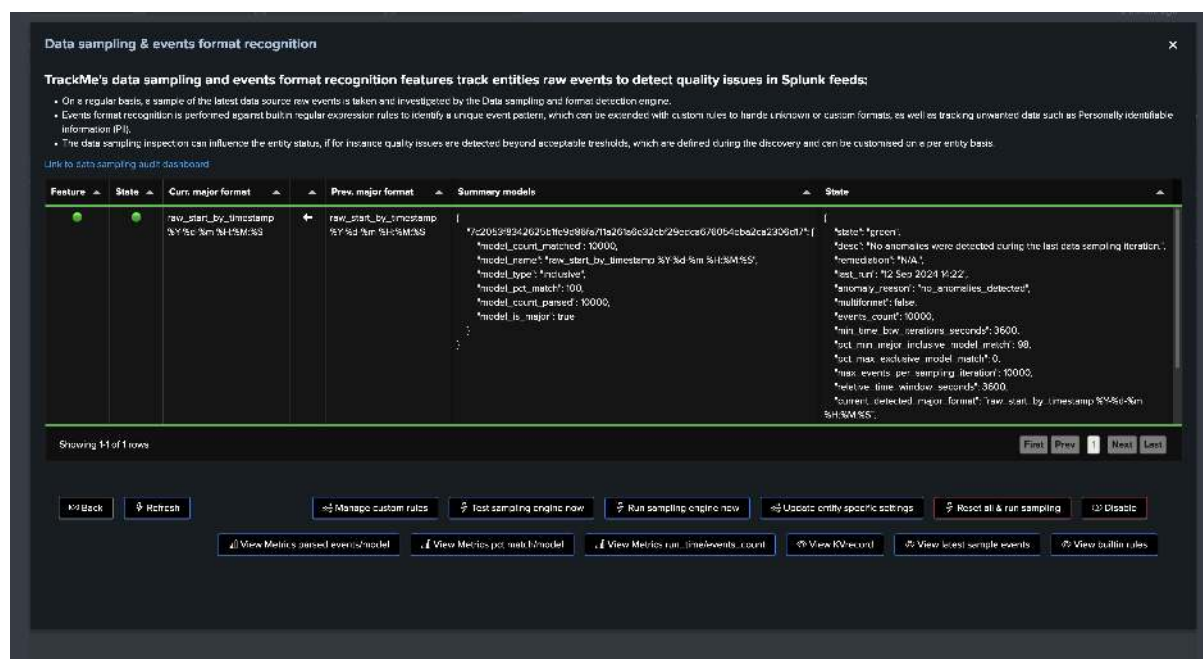 Data sampling & events format recognition
TrackMe's data sampling and events format recognition features track entities raw events to detect quality issues in Splunk feeds:
• On a regular basis, a sample of the latest data source raw events is taken and investigated by the Data sampling and format detection engine.
• Events format recognition is performed against builtin regular expression rules to identify a unique event pattern, which can be extended with custom rules to hande unknown or custom formats, as well as tracking unwanted data such as Personally identifiable
information (PII).
• The data sampling inspection can influence the entity status, if for instance quality issues are detected beyond acceptable tresholds, which are defined during the discovery and can be customised on a per entity basis.
Link to data sampling audit dashboard
Feature State Curr. major format Prev. major format Summary models State
raw_start_by_timestamp
%Y-%d-%m %H:%M:%S
raw_start_by_timestamp
%Y-%d-%m %H:%M:%S
{
"model_count_matched": 10000,
"model_name": "raw_start_by_timestamp %Y-%d-%m %H:%M:%S",
"model_type": "inclusive",
"model_pct_match": 100,
"model_count_parsed": 10000,
"model_is_major": true
}
}
{
"state": "green",
"desc": "No anomalies were detected during the last data sampling iteration.",
"remediation": "N/A.",
"last_run": "12 Sep 2024 14:22",
"anomaly_reason": "no_anomalies_detected",
"multiformat": false,
"events_count": 10000,
"min_time_btw_iterations_seconds": 3600,
"pct_min_major_inclusive_model_match": 98,
"pct_max_exclusive_model_match": 0,
"max_events_per_sampling_iteration": 10000,
"relative_time_window_seconds": 3600,
"current_detected_major_format": "raw_start_by_timestamp %Y-%d-%m
%H:%M:%S",
Showing 1-1 of 1 rows
First Prev 1 Next Last
Back Refresh Manage custom rules Test sampling engine now Run sampling engine now Update entity specific settings Reset all & run sampling Disable
View Metrics parsed events/model View Metrics pct match/model View Metrics run_time/events_count View KVrecord View latest sample events View builtin rules